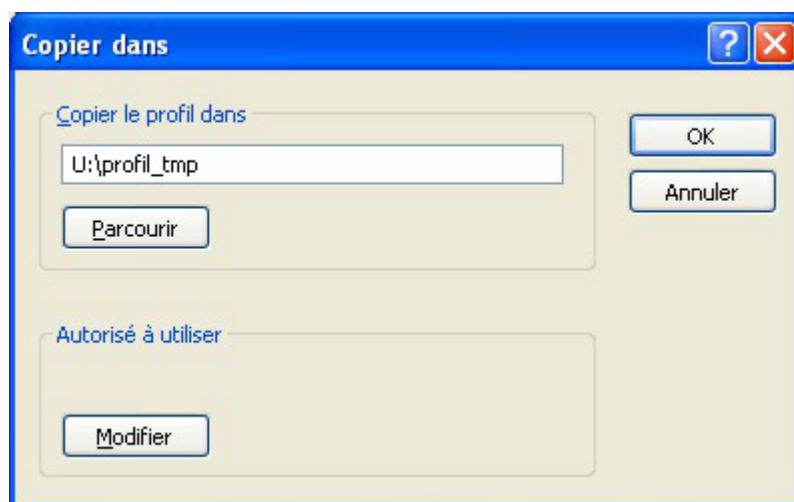 Copier dans
Copier le profil dans
U:\profil_tmp
Parcourir
OK
Annuler
Autorisé à utiliser
Modifier